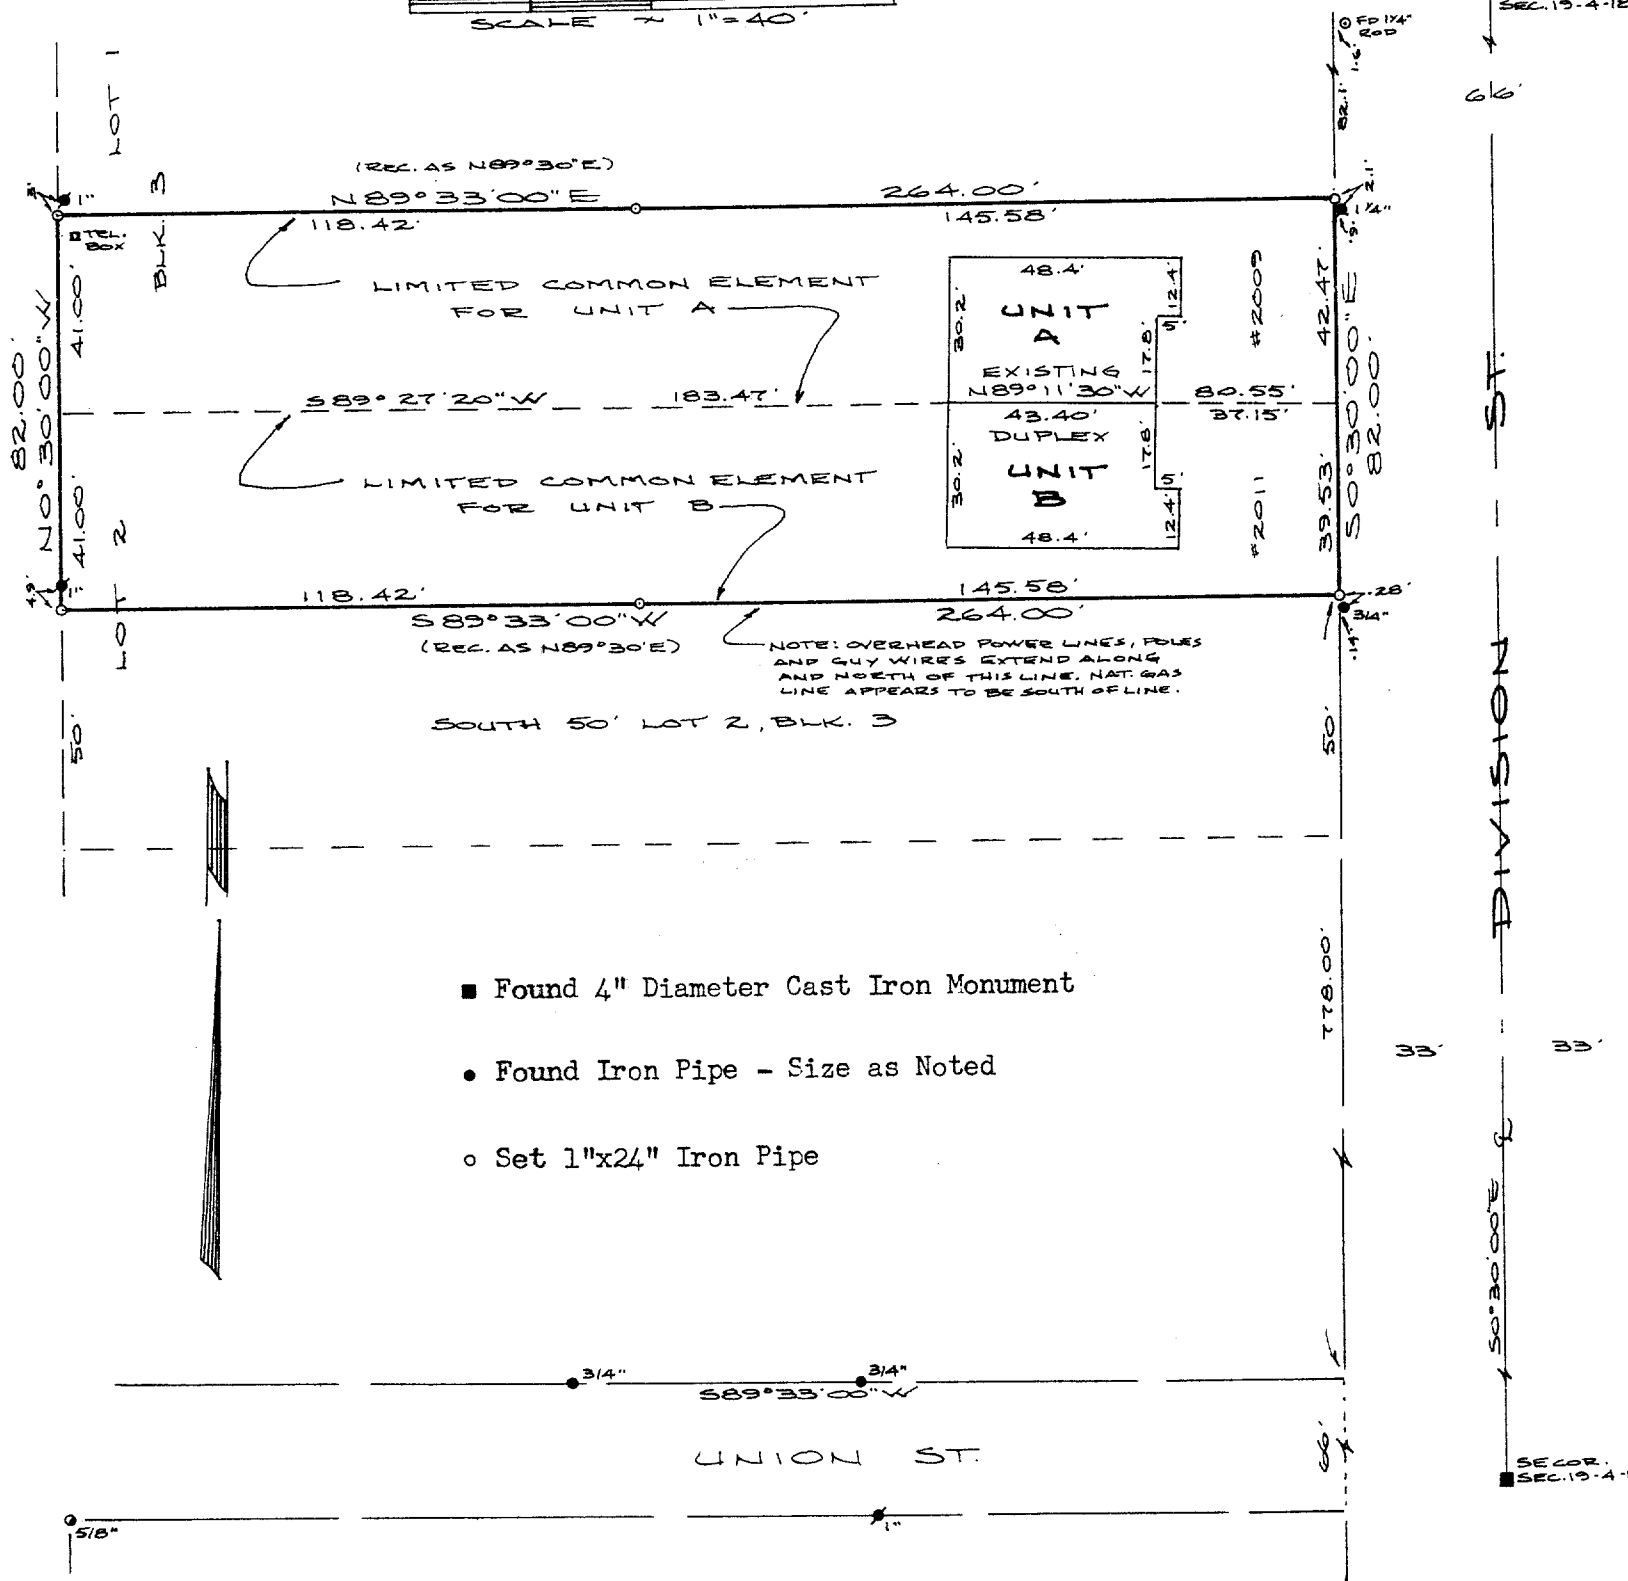 SCALE ~ 1"=40'
SEC. 19-4-18
FD 1¼"
ROD
1.6'
82.1'
66'
LOT 1
BLK. 3
(REC. AS N89°30'E)
N89°33'00"E
264.00'
118.42'
145.58'
1"
TEL.
BOX
2.1'
1¼"
.9'
LIMITED COMMON ELEMENT
FOR UNIT A
48.4'
12.4'
UNIT
A
30.2'
5'
17.8'
#2009
42.47'
82.00'
N0°30'00"W
41.00'
EXISTING
S89°27'20"W
183.47'
N89°11'30"W
80.55'
43.40'
37.15'
DUPLEX
S0°30'00"E
82.00'
LIMITED COMMON ELEMENT
FOR UNIT B
UNIT
B
30.2'
17.8'
5'
12.4'
48.4'
#2011
39.53'
41.00'
LOT 2
4.9'
1"
118.42'
145.58'
S89°33'00"W
264.00'
(REC. AS N89°30'E)
.28'
3/4"
NOTE: OVERHEAD POWER LINES, POLES
AND GUY WIRES EXTEND ALONG
AND NORTH OF THIS LINE. NAT. GAS
LINE APPEARS TO BE SOUTH OF LINE.
SOUTH 50' LOT 2, BLK. 3
50'
50'
DIVISION ST.
■ Found 4" Diameter Cast Iron Monument
● Found Iron Pipe - Size as Noted
○ Set 1"x24" Iron Pipe
778.00'
33'
33'
S0°30'00"E
3/4"
3/4"
S89°33'00"W
UNION ST.
66'
SE COR.
SEC. 19-4-1
5/8"
1"